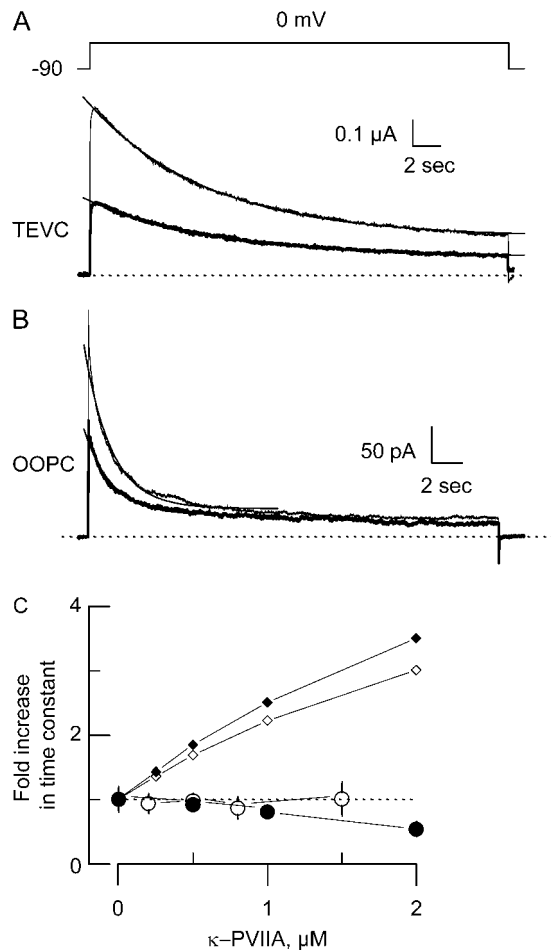 A
0 mV
-90
0.1 μA
2 sec
TEVC
B
50 pA
OOPC
2 sec
C
4
2
0
Fold increase
in time constant
0
1
2
κ–PVIIA, μM